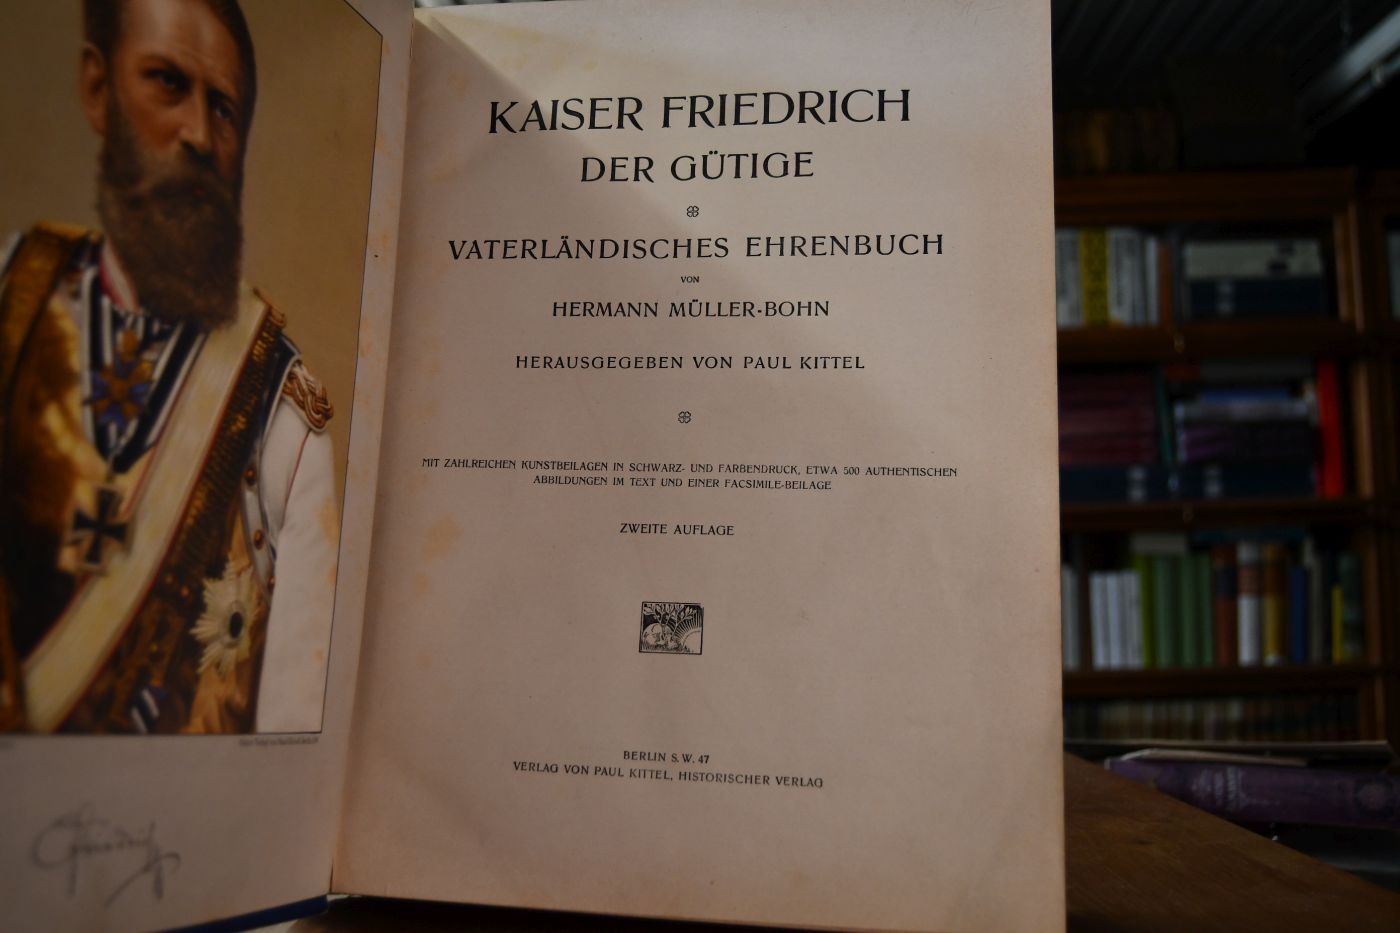 KAISER FRIEDRICH
DER GÜTIGE
VATERLÄNDISCHES EHRENBUCH
VON
HERMANN MÜLLER-BOHN
HERAUSGEGEBEN VON PAUL KITTEL
MIT ZAHLREICHEN KUNSTBEILAGEN IN SCHWARZ- UND FARBENDRUCK, ETWA 500 AUTHENTISCHEN
ABBILDUNGEN IM TEXT UND EINER FACSIMILE-BEILAGE
ZWEITE AUFLAGE
BERLIN S. W. 47
VERLAG VON PAUL KITTEL, HISTORISCHER VERLAG